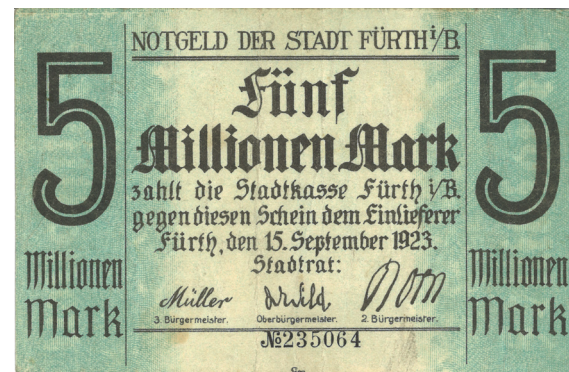 NOTGELD DER STADT FÜRTH i/B.
5
5
Fünf
Millionen Mark
zahlt die Stadtkasse Fürth i/B.
gegen diesen Schein dem Einlieferer
Fürth, den 15. September 1923.
Stadtrat:
Millionen
Mark
Millionen
Mark
Müller
3. Bürgermeister. Oberbürgermeister. 2. Bürgermeister.
№235064